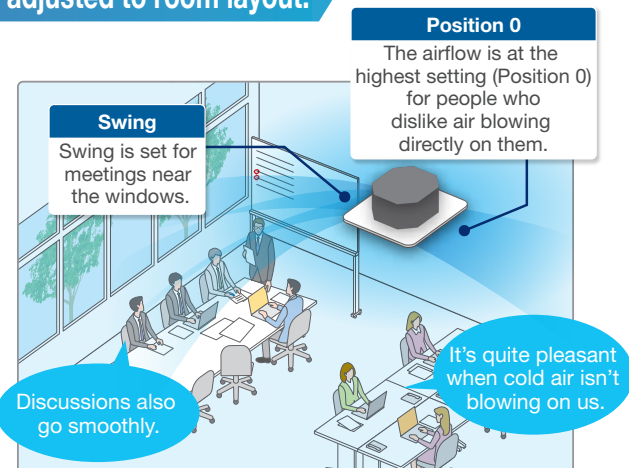 adjusted to room layout.
Position 0
The airflow is at the
highest setting (Position 0)
for people who
dislike air blowing
directly on them.
Swing
Swing is set for
meetings near
the windows.
It's quite pleasant
when cold air isn't
blowing on us.
Discussions also
go smoothly.